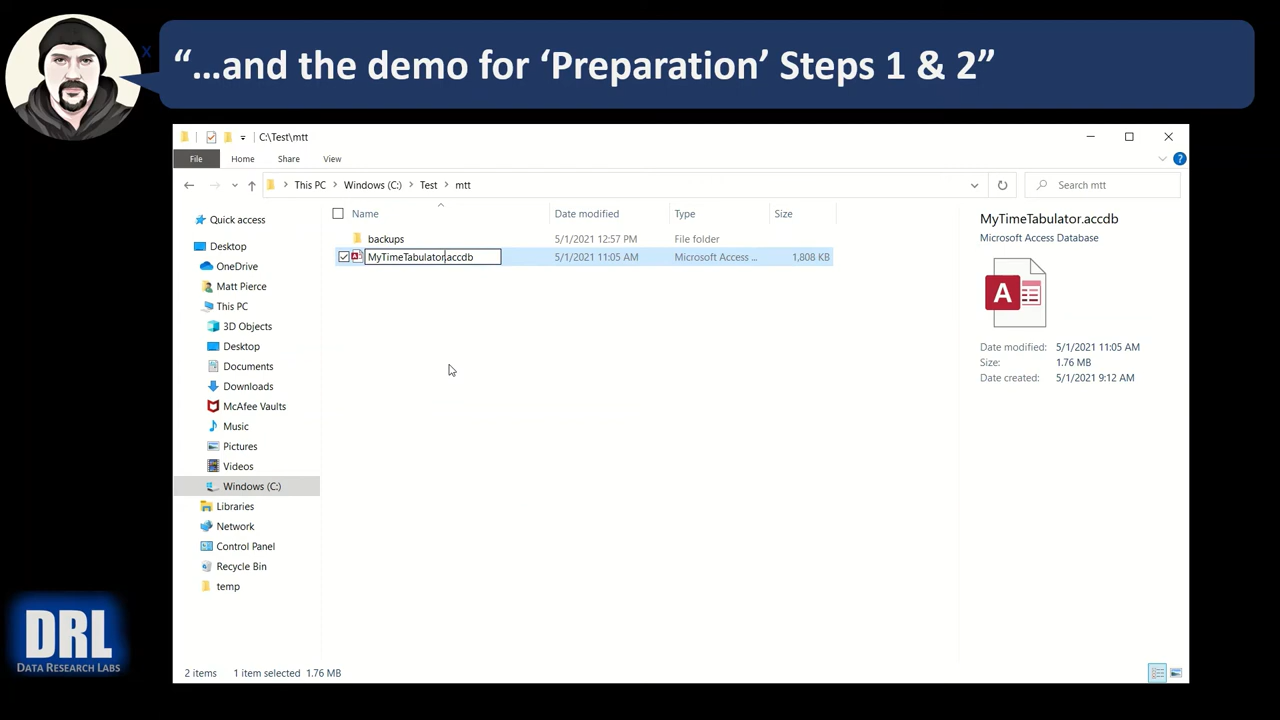 “…and the demo for ‘Preparation’ Steps 1 & 2”
x
C:\Test\mtt
File Home Share View
?
This PC Windows (C:) Test mtt
Search mtt
Name Date modified Type Size
backups 5/1/2021 12:57 PM File folder
MyTimeTabulator.accdb 5/1/2021 11:05 AM Microsoft Access ... 1,808 KB
Quick access
Desktop
OneDrive
Matt Pierce
This PC
3D Objects
Desktop
Documents
Downloads
McAfee Vaults
Music
Pictures
Videos
Windows (C:)
Libraries
Network
Control Panel
Recycle Bin
temp
MyTimeTabulator.accdb
Microsoft Access Database
A
Date modified: 5/1/2021 11:05 AM
Size: 1.76 MB
Date created: 5/1/2021 9:12 AM
2 items 1 item selected 1.76 MB
DRL
DATA RESEARCH LABS